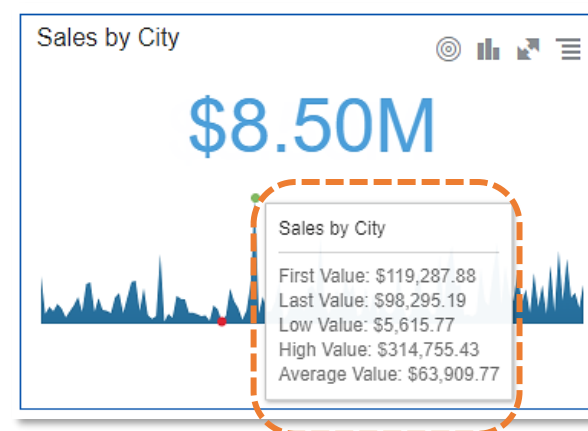 Sales by City
$8.50M
Sales by City
First Value: $119,287.88
Last Value: $98,295.19
Low Value: $5,615.77
High Value: $314,755.43
Average Value: $63,909.77